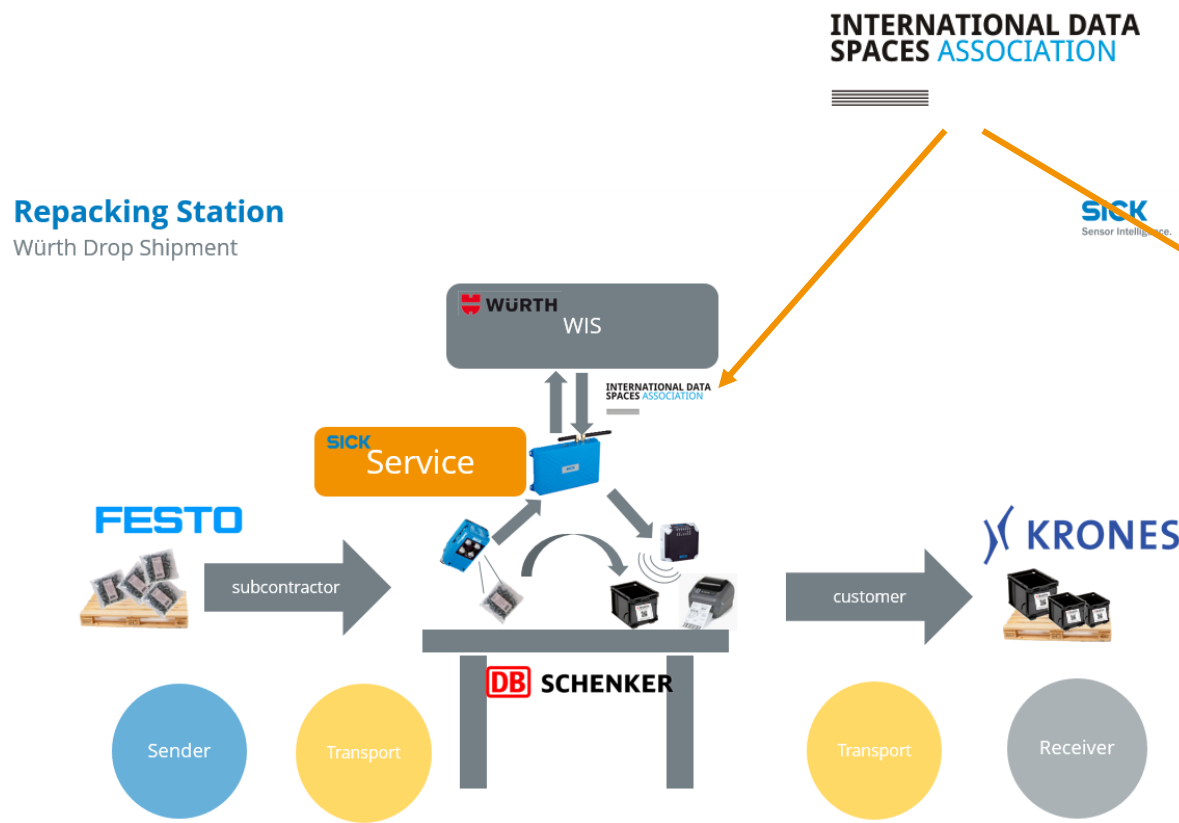 INTERNATIONAL DATA
SPACES ASSOCIATION
Repacking Station
Würth Drop Shipment
SICK
Sensor Intelligence.
WÜRTH
WIS
INTERNATIONAL DATA
SPACES ASSOCIATION
SICK
Service
SICK
FESTO
subcontractor
KRONES
customer
DB SCHENKER
Sender
Transport
Transport
Receiver